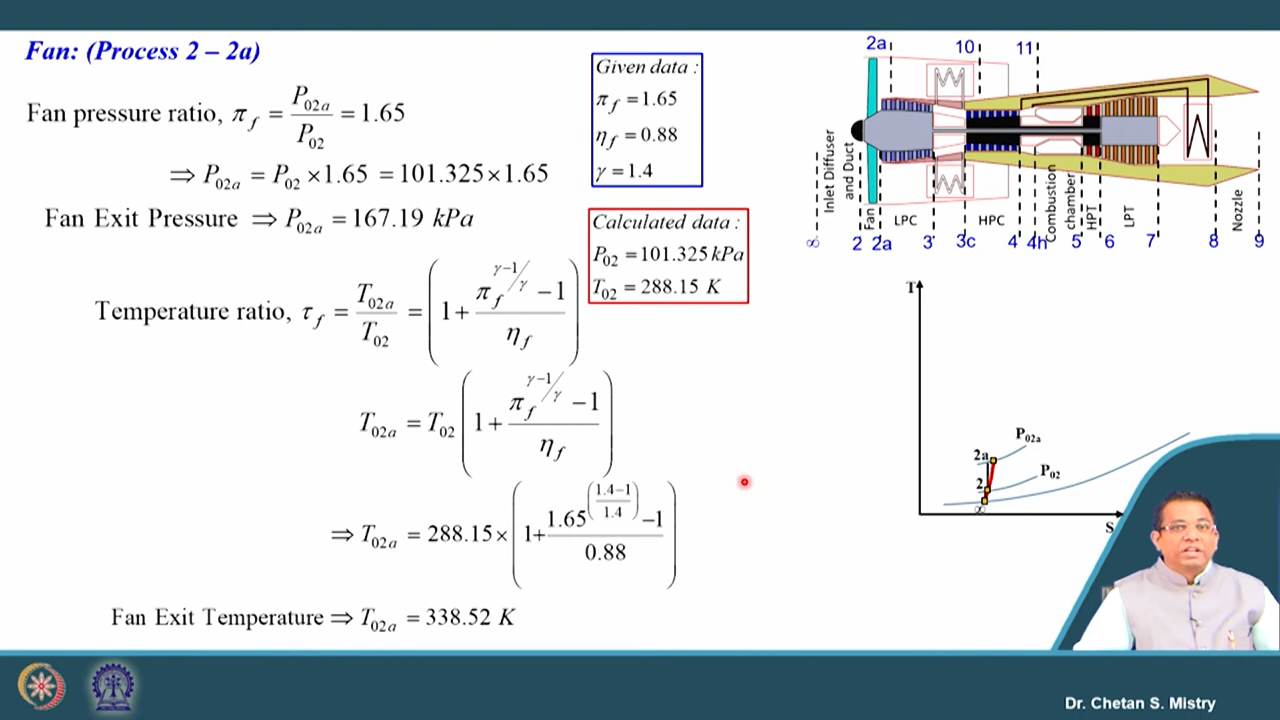 Fan: (Process 2 – 2a)
Fan pressure ratio, π_f = P_02a / P_02 = 1.65
⇒ P_02a = P_02 × 1.65 = 101.325 × 1.65
Fan Exit Pressure ⇒ P_02a = 167.19 kPa
Temperature ratio, τ_f = T_02a / T_02 = (1 + (π_f^(γ−1/γ) − 1) / η_f)
T_02a = T_02 (1 + (π_f^(γ−1/γ) − 1) / η_f)
⇒ T_02a = 288.15 × (1 + (1.65^((1.4−1)/1.4) − 1) / 0.88)
Fan Exit Temperature ⇒ T_02a = 338.52 K
Given data :
π_f = 1.65
η_f = 0.88
γ = 1.4
Calculated data :
P_02 = 101.325 kPa
T_02 = 288.15 K
2a 10 11
Inlet Diffuser
and Duct
Fan
LPC
HPC
Combustion
chamber
HPT
LPT
Nozzle
∞ 2 2a 3 3c 4 4h 5 6 7 8 9
T
P_02a
2a
P_02
2
∞
S
Dr. Chetan S. Mistry